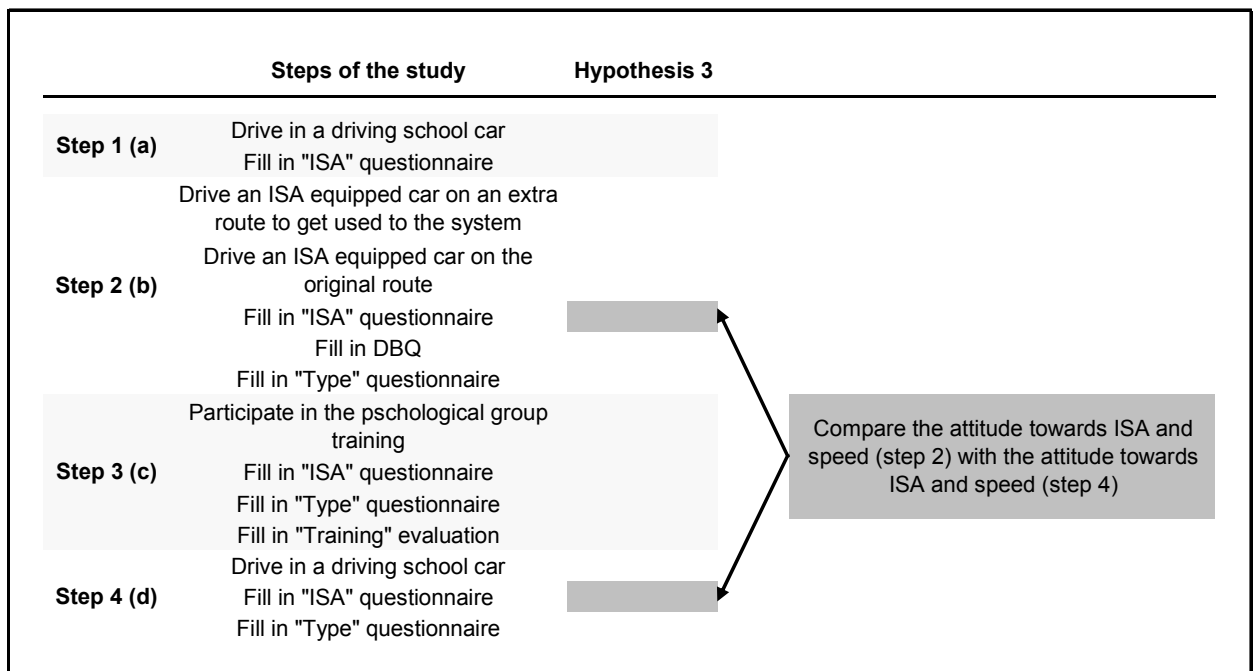 Steps of the study Hypothesis 3
Step 1 (a)
Drive in a driving school car
Fill in "ISA" questionnaire
Step 2 (b)
Drive an ISA equipped car on an extra
route to get used to the system
Drive an ISA equipped car on the
original route
Fill in "ISA" questionnaire
Fill in DBQ
Fill in "Type" questionnaire
Step 3 (c)
Participate in the pschological group
training
Fill in "ISA" questionnaire
Fill in "Type" questionnaire
Fill in "Training" evaluation
Step 4 (d)
Drive in a driving school car
Fill in "ISA" questionnaire
Fill in "Type" questionnaire
Compare the attitude towards ISA and
speed (step 2) with the attitude towards
ISA and speed (step 4)